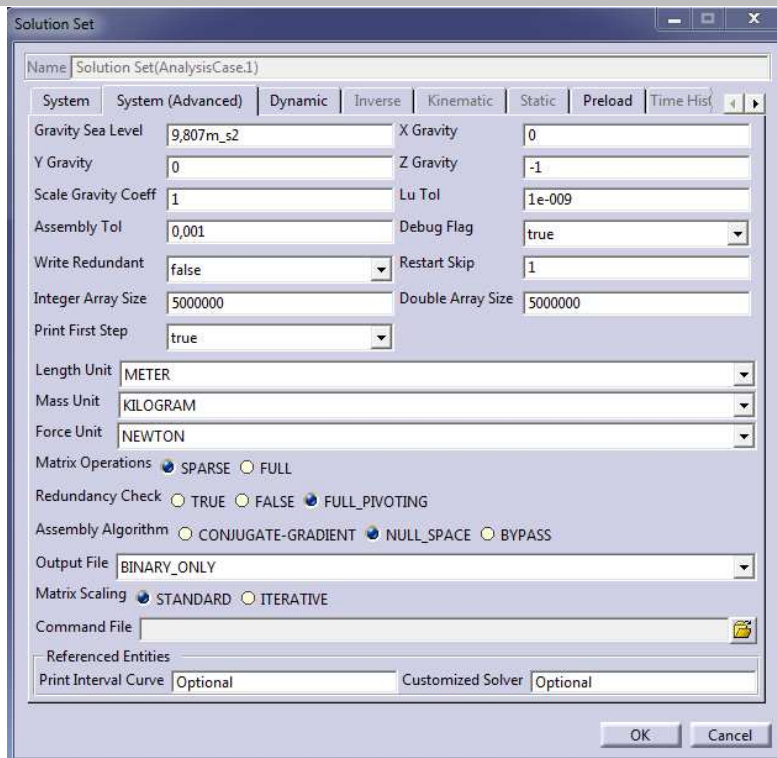 Solution Set
Name Solution Set(AnalysisCase.1)
System System (Advanced) Dynamic Inverse Kinematic Static Preload Time Hist
Gravity Sea Level 9,807m_s2 X Gravity 0
Y Gravity 0 Z Gravity -1
Scale Gravity Coeff 1 Lu Tol 1e-009
Assembly Tol 0,001 Debug Flag true
Write Redundant false Restart Skip 1
Integer Array Size 5000000 Double Array Size 5000000
Print First Step true
Length Unit METER
Mass Unit KILOGRAM
Force Unit NEWTON
Matrix Operations SPARSE FULL
Redundancy Check TRUE FALSE FULL_PIVOTING
Assembly Algorithm CONJUGATE-GRADIENT NULL_SPACE BYPASS
Output File BINARY_ONLY
Matrix Scaling STANDARD ITERATIVE
Command File
Referenced Entities
Print Interval Curve Optional Customized Solver Optional
OK Cancel